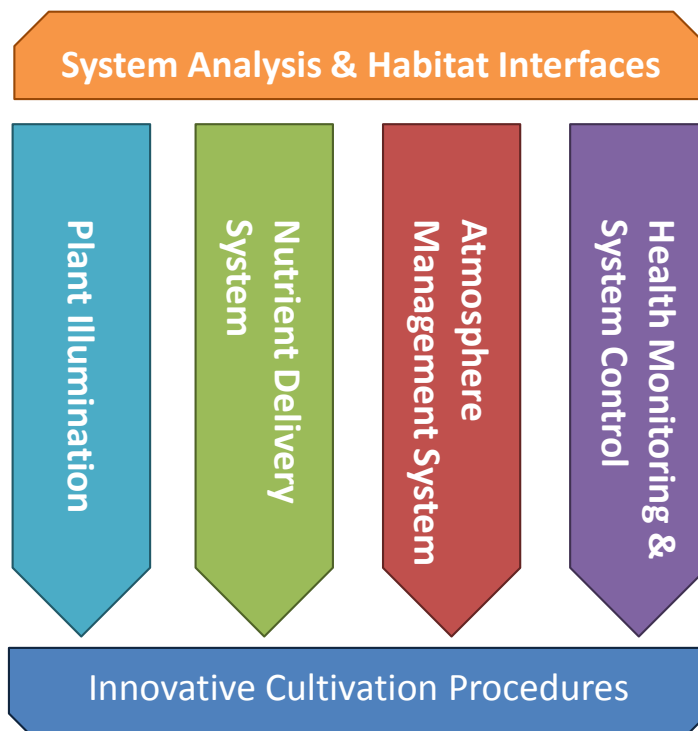 System Analysis & Habitat Interfaces
Plant Illumination
Nutrient Delivery
System
Atmosphere
Management System
Health Monitoring &
System Control
Innovative Cultivation Procedures